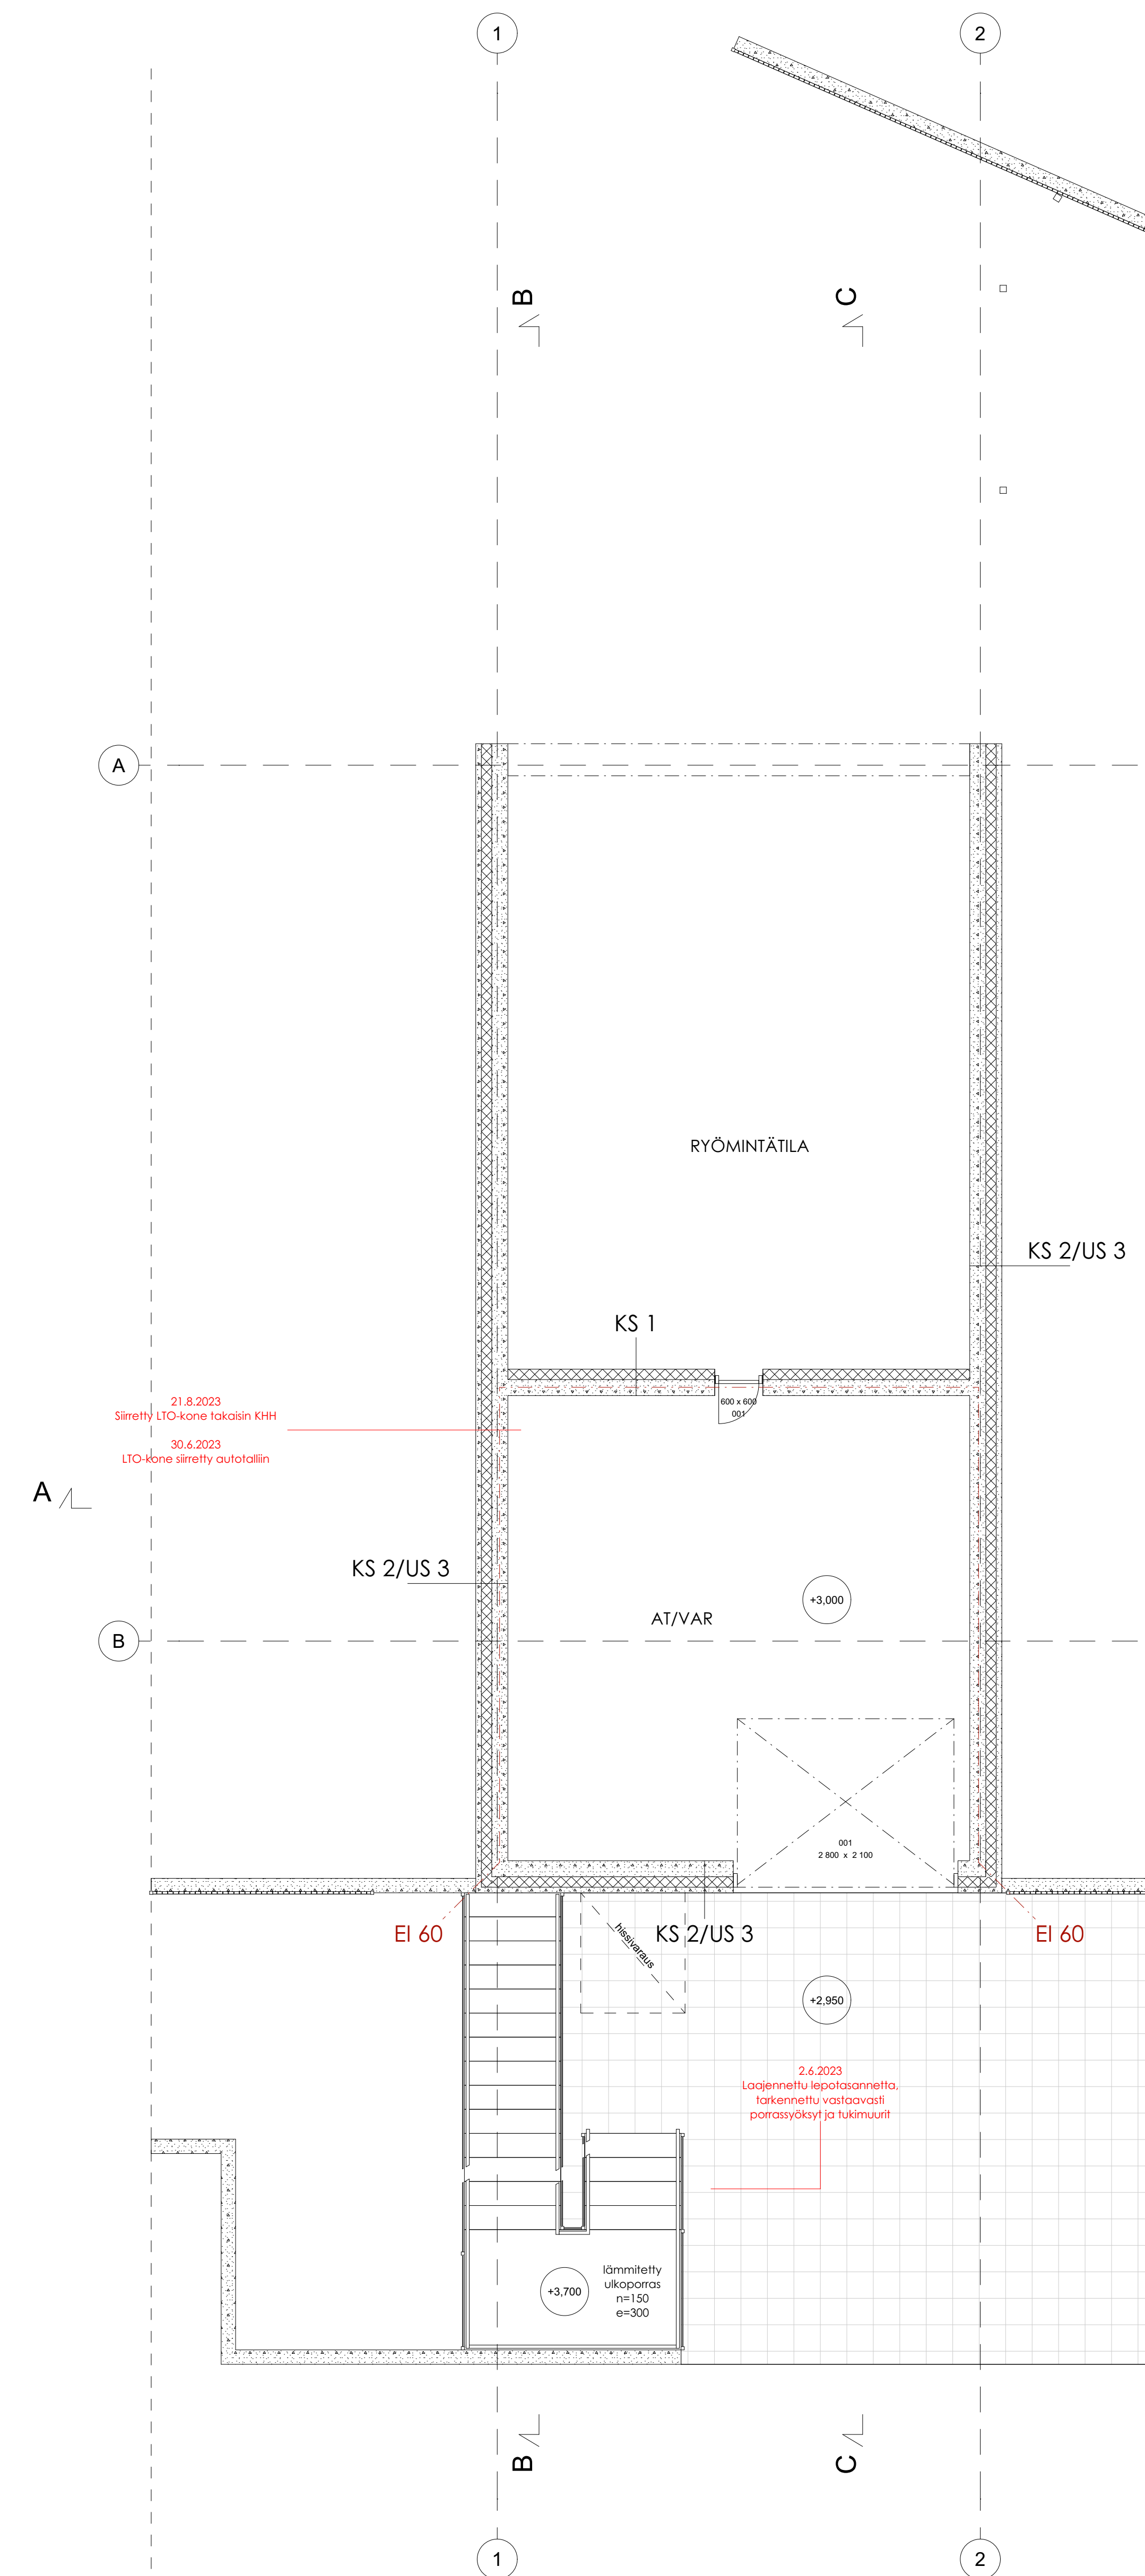 1
2
B
C
A
RYÖMINTÄTILA
KS 2/US 3
KS 1
600 x 600
001
21.8.2023
Siirretty LTO-kone takaisin KHH
30.6.2023
LTO-kone siirretty autotalliin
A
KS 2/US 3
+3,000
AT/VAR
B
001
2 800 x 2 100
EI 60
hissivaraus
KS 2/US 3
EI 60
+2,950
2.6.2023
Laajennettu lepotasannetta,
tarkennettu vastaavasti
porrassyöksyt ja tukimuurit
+3,700
lämmitetty
ulkoporras
n=150
e=300
B
C
1
2